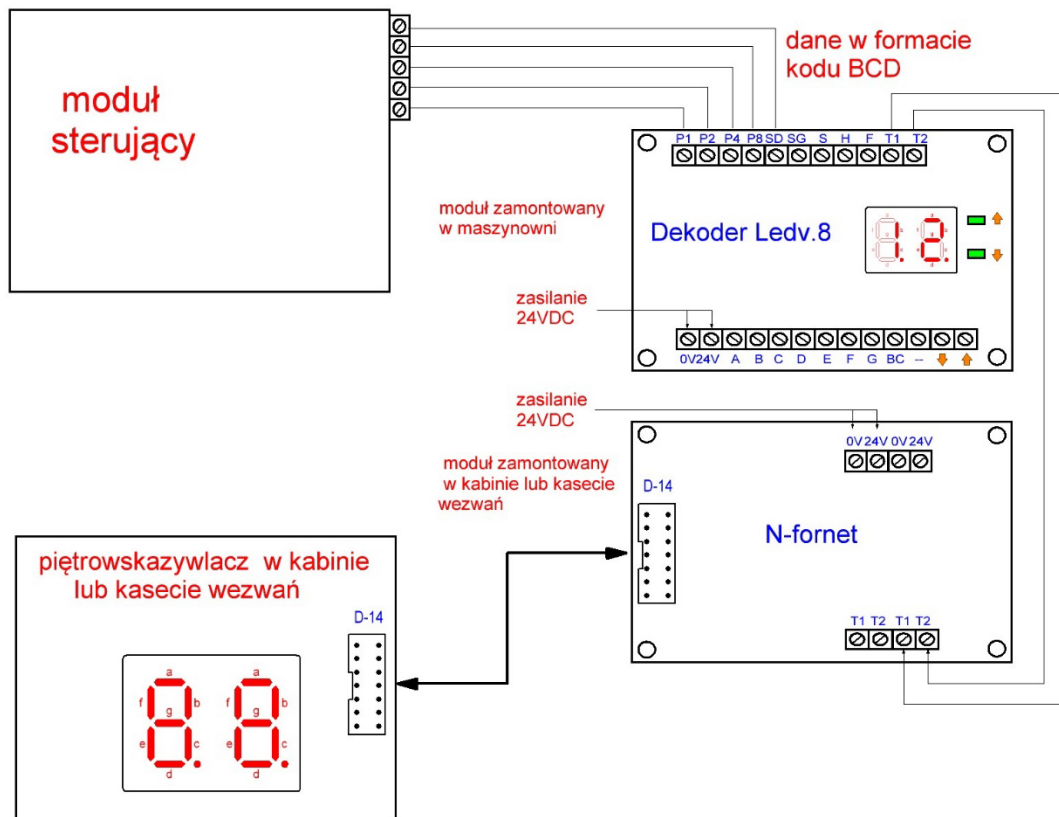 moduł
sterujący
dane w formacie
kodu BCD
P1 P2 P4 P8 SD SG S H F T1 T2
moduł zamontowany
w maszynowni
Dekoder Ledv.8
zasilanie
24VDC
0V 24V A B C D E F G BC --
zasilanie
24VDC
0V 24V 0V 24V
moduł zamontowany
w kabinie lub kasecie
wezwań
D-14
N-fornet
T1 T2 T1 T2
piętrowskazywlacz w kabinie
lub kasecie wezwań
D-14
a a
f b f b
g g
e c e c
d d